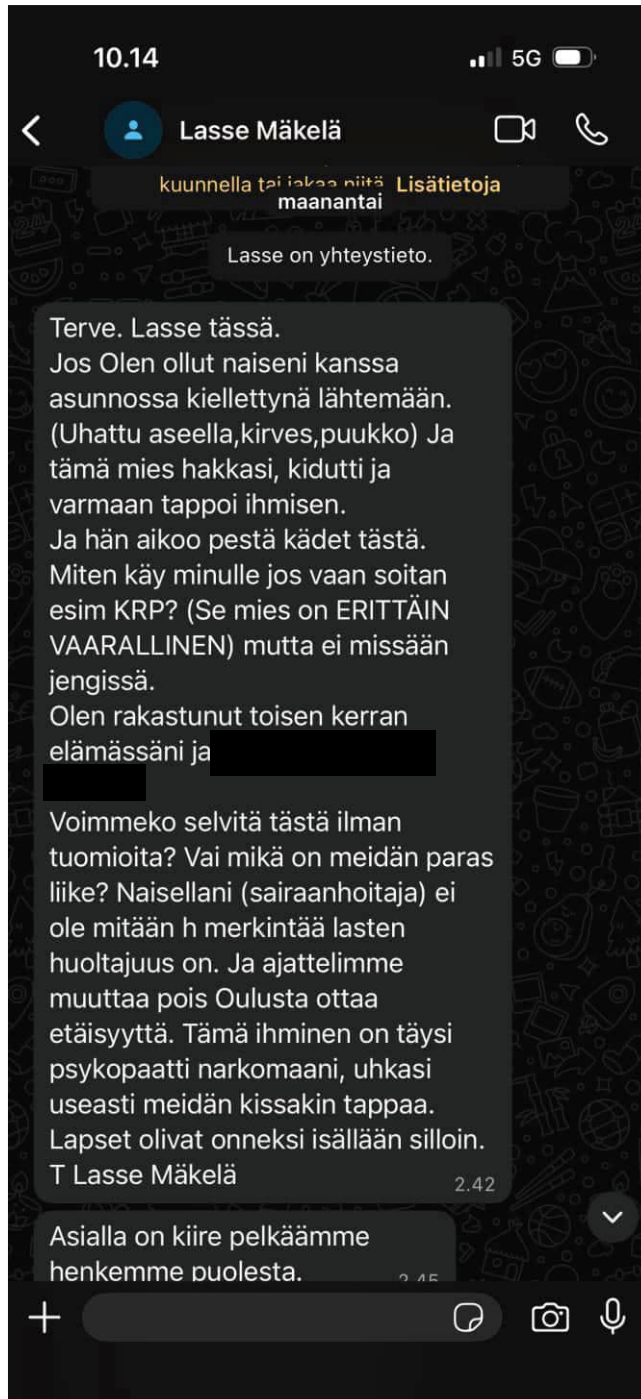 10.14
5G
Lasse Mäkelä
kuunnella tai jakaa niitä. Lisätietoja
maanantai
Lasse on yhteystieto.
Terve. Lasse tässä.
Jos Olen ollut naiseni kanssa
asunnossa kiellettynä lähtemään.
(Uhattu aseella,kirves,puukko) Ja
tämä mies hakkasi, kidutti ja
varmaan tappoi ihmisen.
Ja hän aikoo pestä kädet tästä.
Miten käy minulle jos vaan soitan
esim KRP? (Se mies on ERITTÄIN
VAARALLINEN) mutta ei missään
jengissä.
Olen rakastunut toisen kerran
elämässäni ja
Voimmeko selvitä tästä ilman
tuomioita? Vai mikä on meidän paras
liike? Naisellani (sairaanhoitaja) ei
ole mitään h merkintää lasten
huoltajuus on. Ja ajattelimme
muuttaa pois Oulusta ottaa
etäisyyttä. Tämä ihminen on täysi
psykopaatti narkomaani, uhkasi
useasti meidän kissakin tappaa.
Lapset olivat onneksi isällään silloin.
T Lasse Mäkelä
2.42
Asialla on kiire pelkäämme
henkemme puolesta.
2.45